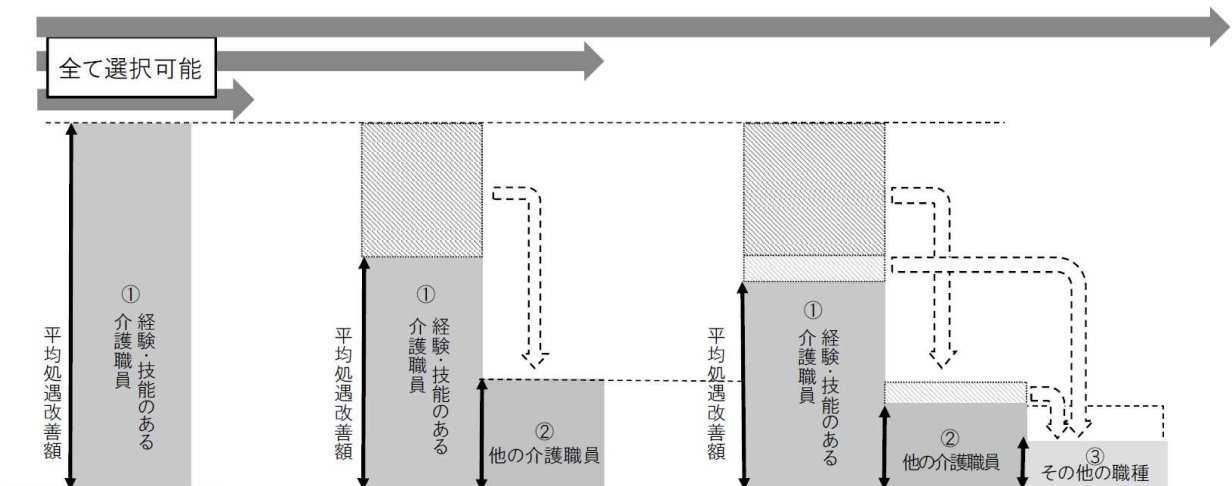 全て選択可能
平均処遇改善額
①
経験・技能のある
介護職員
平均処遇改善額
①
経験・技能のある
介護職員
②
他の介護職員
平均処遇改善額
①
経験・技能のある
介護職員
②
他の介護職員
③
その他の職種